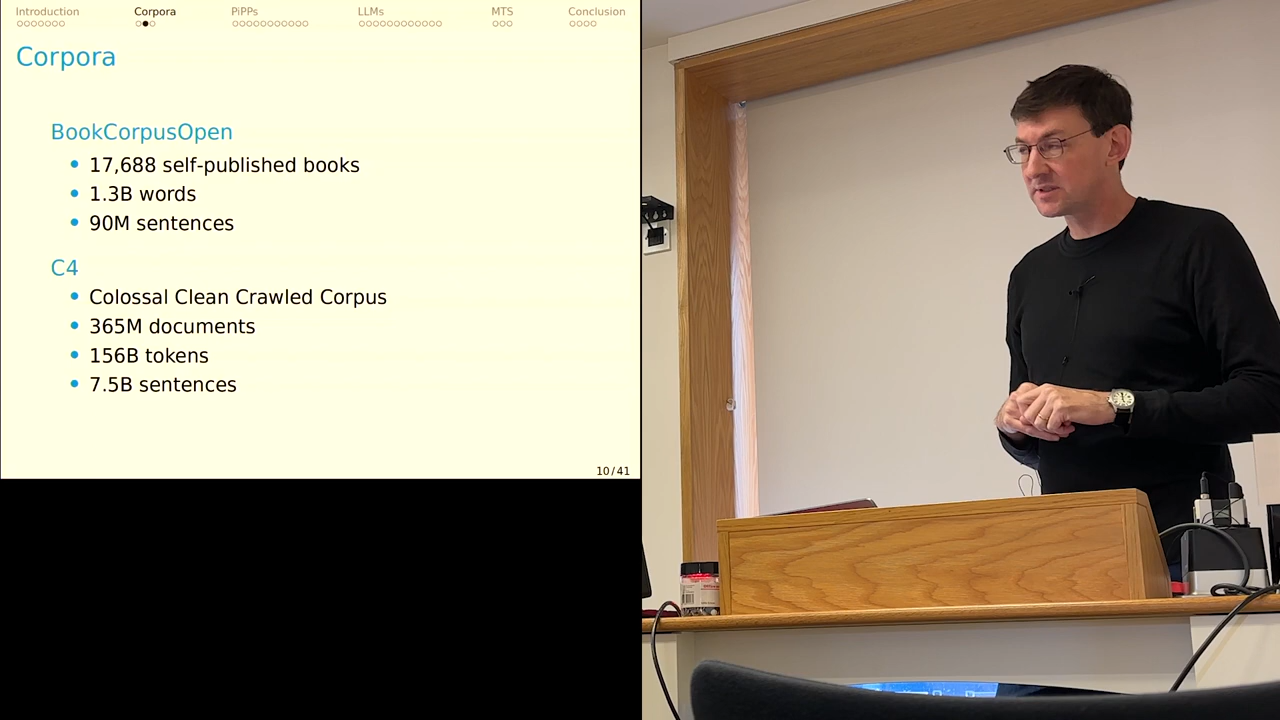 Introduction Corpora PiPPs LLMs MTS Conclusion
Corpora
BookCorpusOpen
17,688 self-published books
1.3B words
90M sentences
C4
Colossal Clean Crawled Corpus
365M documents
156B tokens
7.5B sentences
10/41